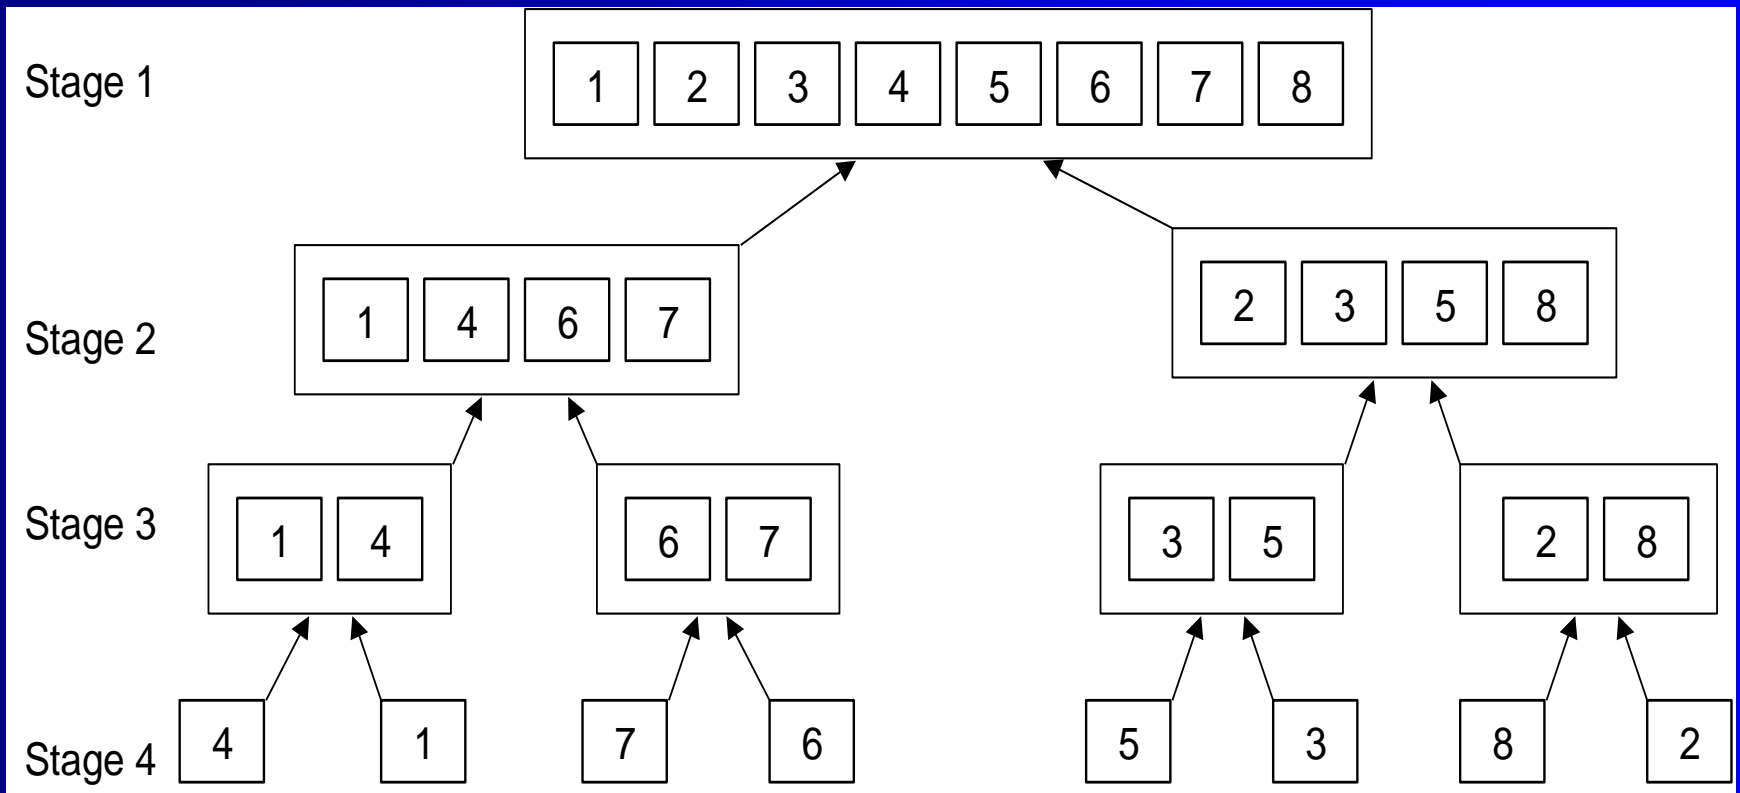 Stage 1 1 2 3 4 5 6 7 8
Stage 2 1 4 6 7 2 3 5 8
Stage 3 1 4 6 7 3 5 2 8
Stage 4 4 1 7 6 5 3 8 2